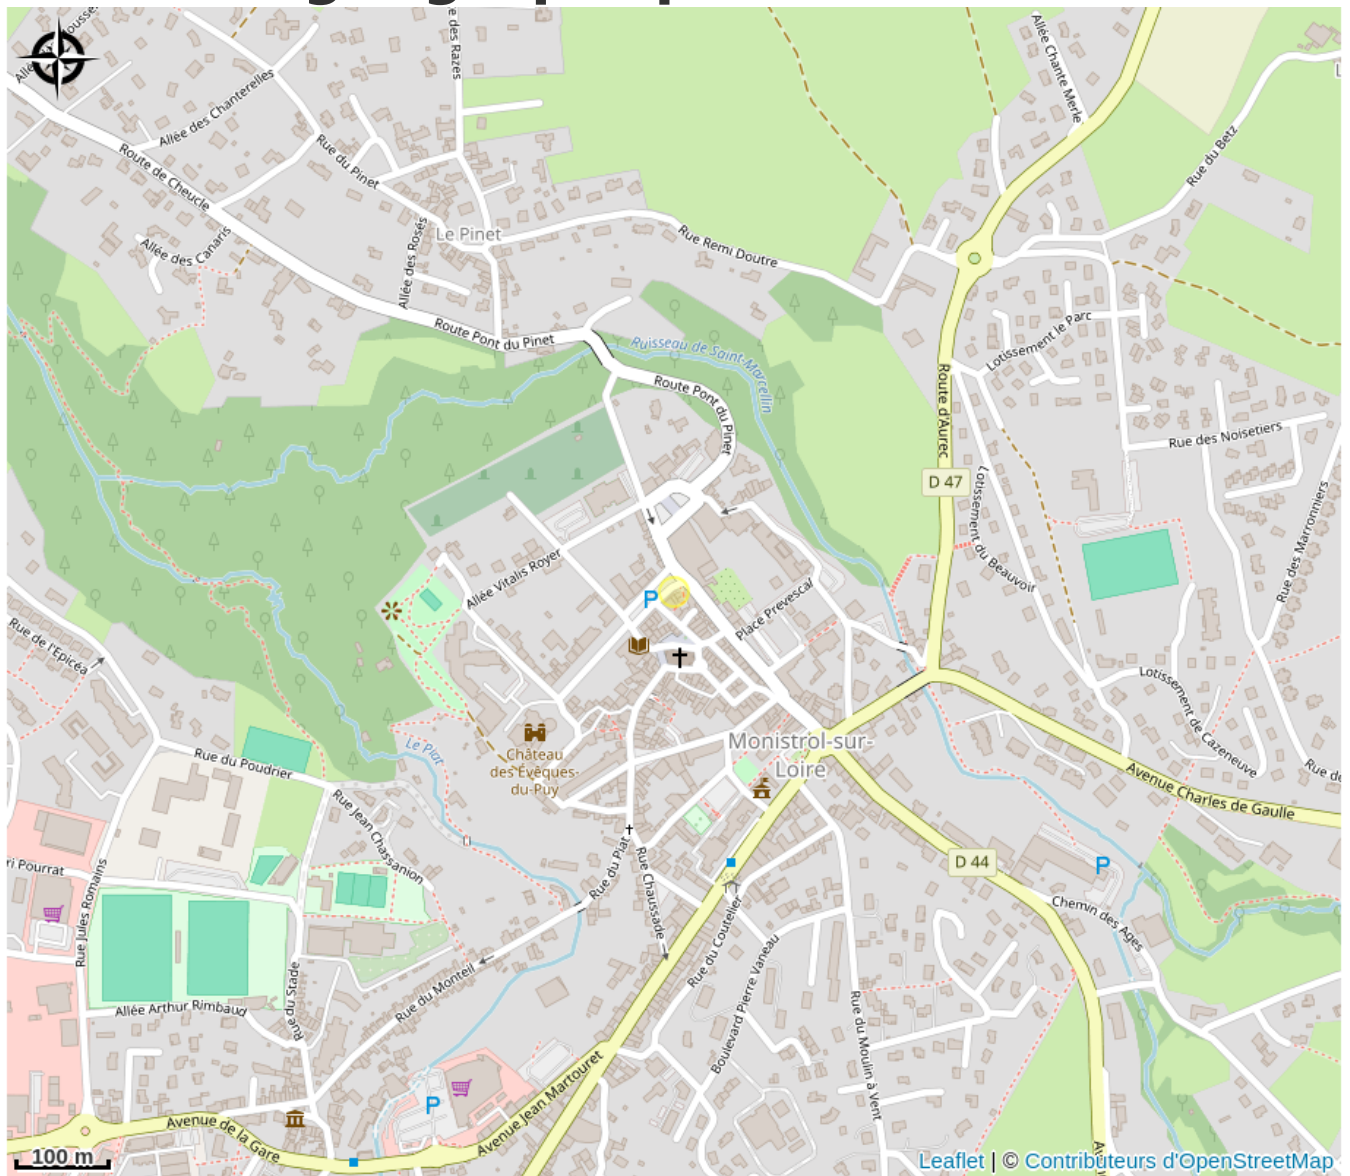 Allée des Chanterelles
e des Razes
Allée Chante Merle
Rue du Betz
Rue du Pinet
Route de Cheucle
Allée des Canaris
Allée des Rosés
Le Pinet
Rue Remi Doutre
Route Pont du Pinet
Ruisseau de Saint-Marcellin
Route Pont du Pinet
Lotissement le Parc
Route d'Aurec
Rue des Noisetiers
D 47
Lotissement du Beauvoir
Rue des Marronniers
Allée Vitalis Royer
P
Place Prevescal
Rue de l'Epicéa
Lotissement de Cazeneuve
Le Piat
Château
des Évêques-
du-Puy
Monistrol-sur-
Loire
Rue du Poudrier
Rue Jean Chassanion
Avenue Charles de Gaulle
Rue de
ri Pourrat
Rue Jules Romains
Rue du Piat
Rue Chaussade
D 44
P
Chemin des Ages
Rue du Coutelier
Boulevard Pierre Vaneau
Rue du Moulin à Vent
Rue du Stade
Rue du Monteil
Allée Arthur Rimbaud
P
Avenue Jean Martouret
Avenue de la Gare
100 m
Leaflet | © Contributeurs d'OpenStreetMap